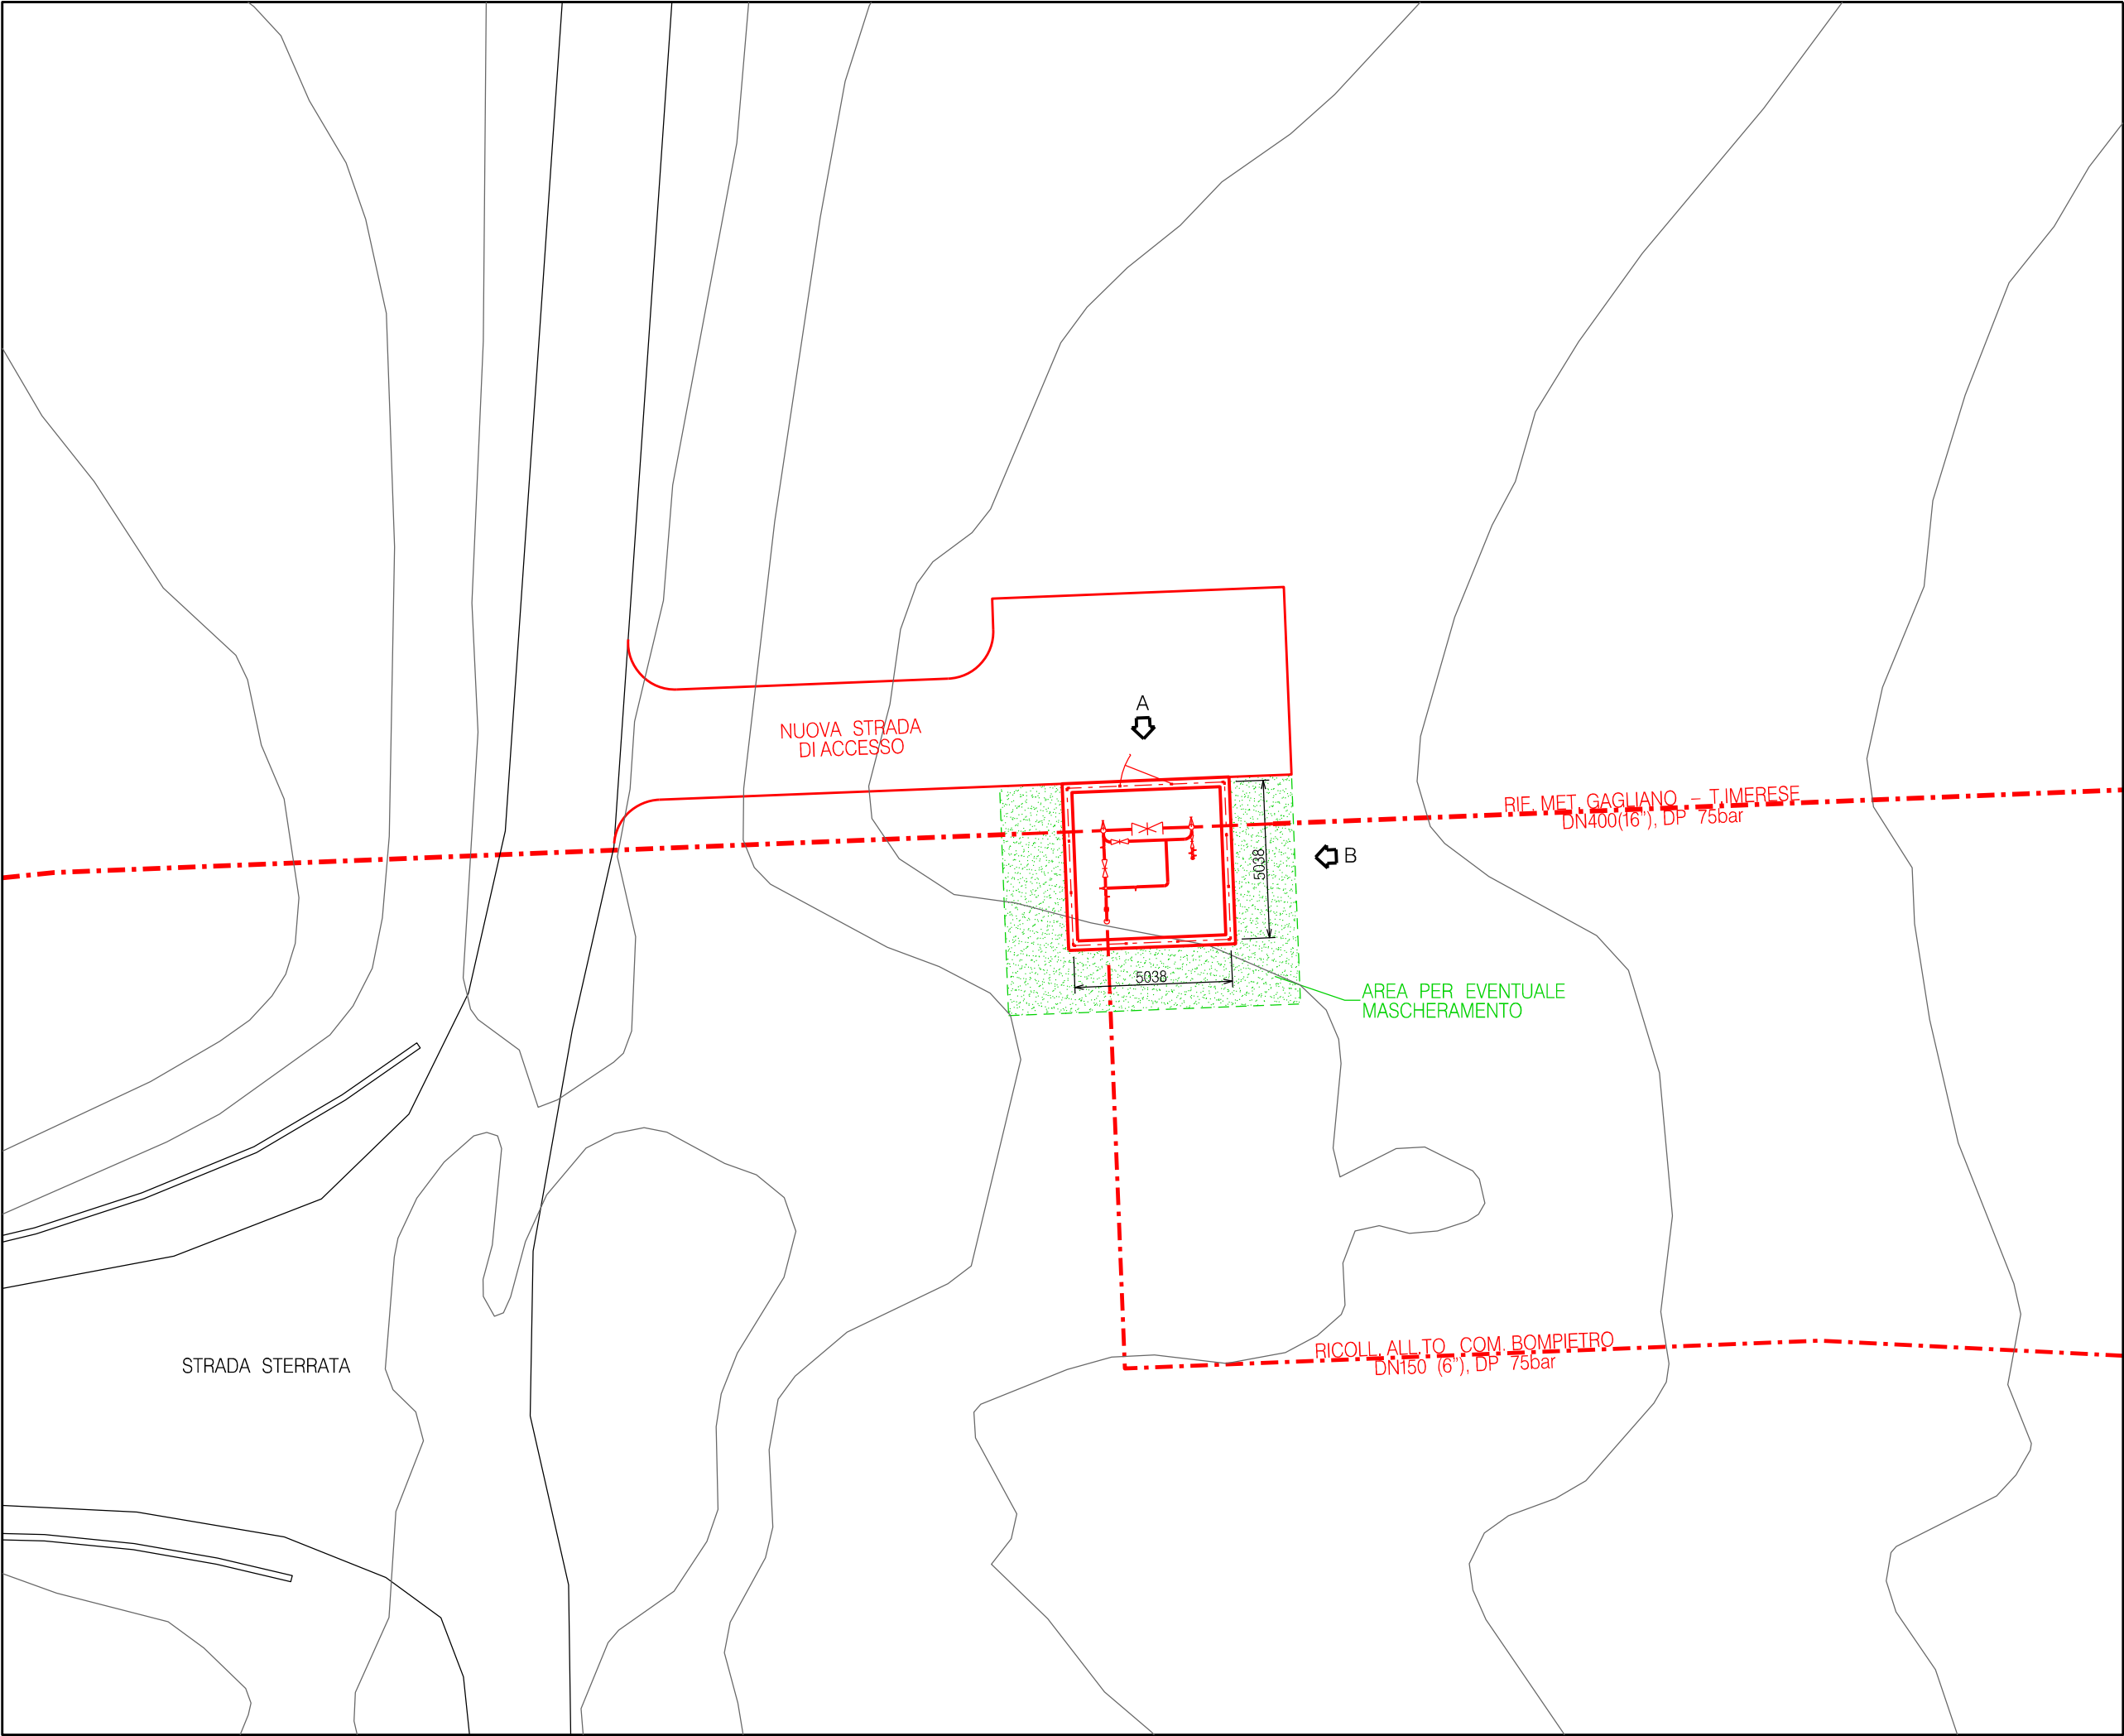 NUOVA STRADA
DI ACCESSO
A
RIF. MET. GAGLIANO - T.IMERESE
DN400(16"), DP 75bar
B
5038
5038
AREA PER EVENTUALE
MASCHERAMENTO
RICOLL. ALL.TO COM. BOMPIETRO
DN150 (6"), DP 75bar
STRADA STERRATA